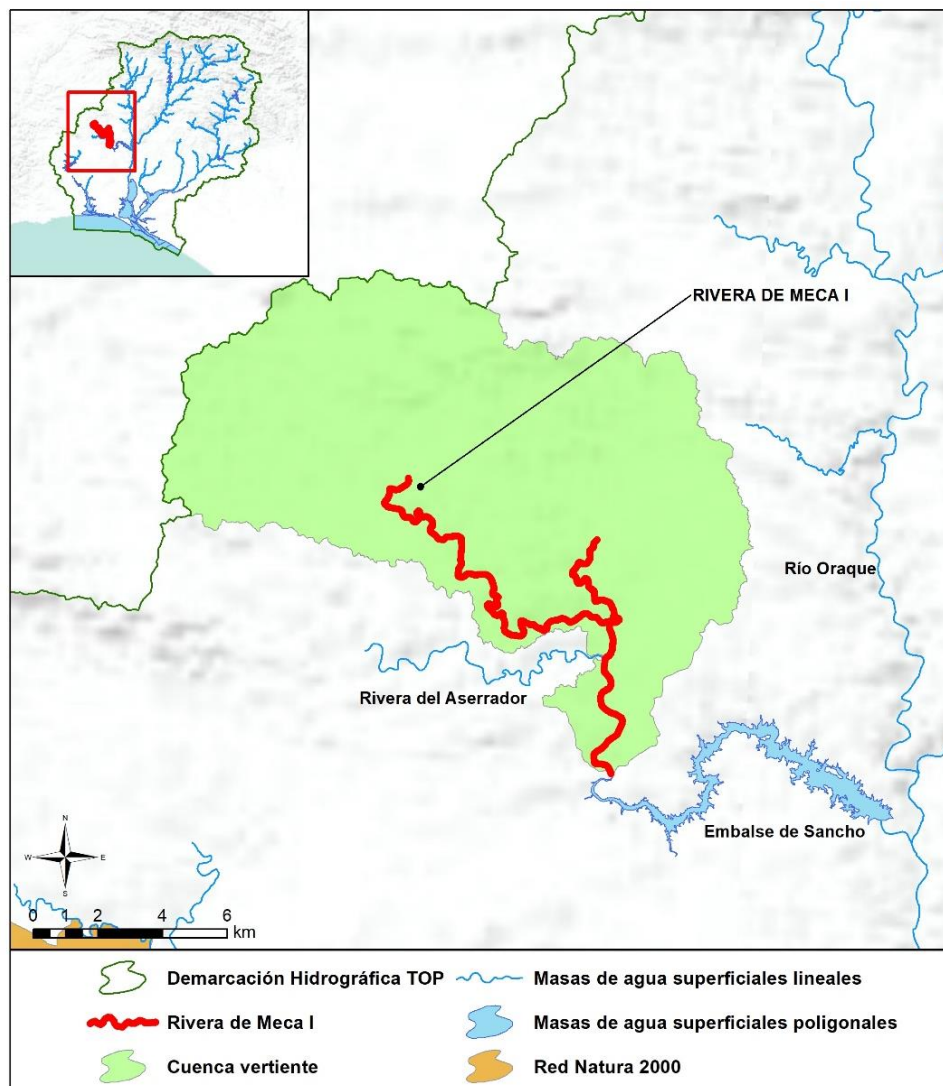 RIVERA DE MECA I
Río Oraque
Rivera del Aserrador
Embalse de Sancho
N
W E
S
0 1 2 4 6
km
Demarcación Hidrográfica TOP
Masas de agua superficiales lineales
Rivera de Meca I
Masas de agua superficiales poligonales
Cuenca vertiente
Red Natura 2000